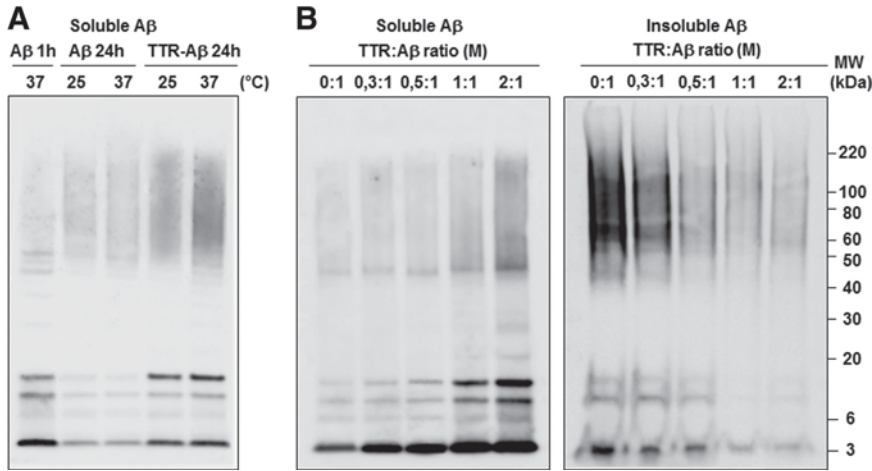 A
Soluble Aβ
Aβ 1h Aβ 24h TTR-Aβ 24h
37 25 37 25 37 (°C)
B
Soluble Aβ
TTR:Aβ ratio (M)
0:1 0,3:1 0,5:1 1:1 2:1
Insoluble Aβ
TTR:Aβ ratio (M)
0:1 0,3:1 0,5:1 1:1 2:1
MW
(kDa)
220
100
80
60
50
40
30
20
6
3